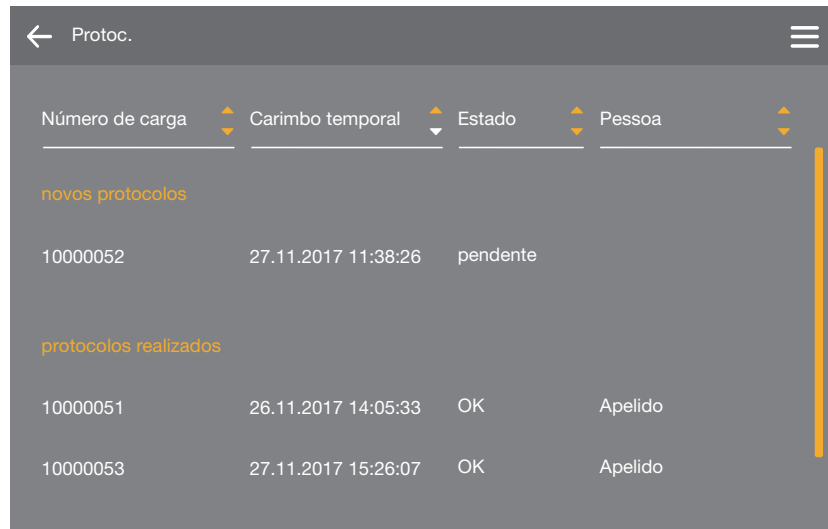 Protoc.
Número de carga Carimbo temporal Estado Pessoa
novos protocolos
10000052 27.11.2017 11:38:26 pendente
protocolos realizados
10000051 26.11.2017 14:05:33 OK Apelido
10000053 27.11.2017 15:26:07 OK Apelido